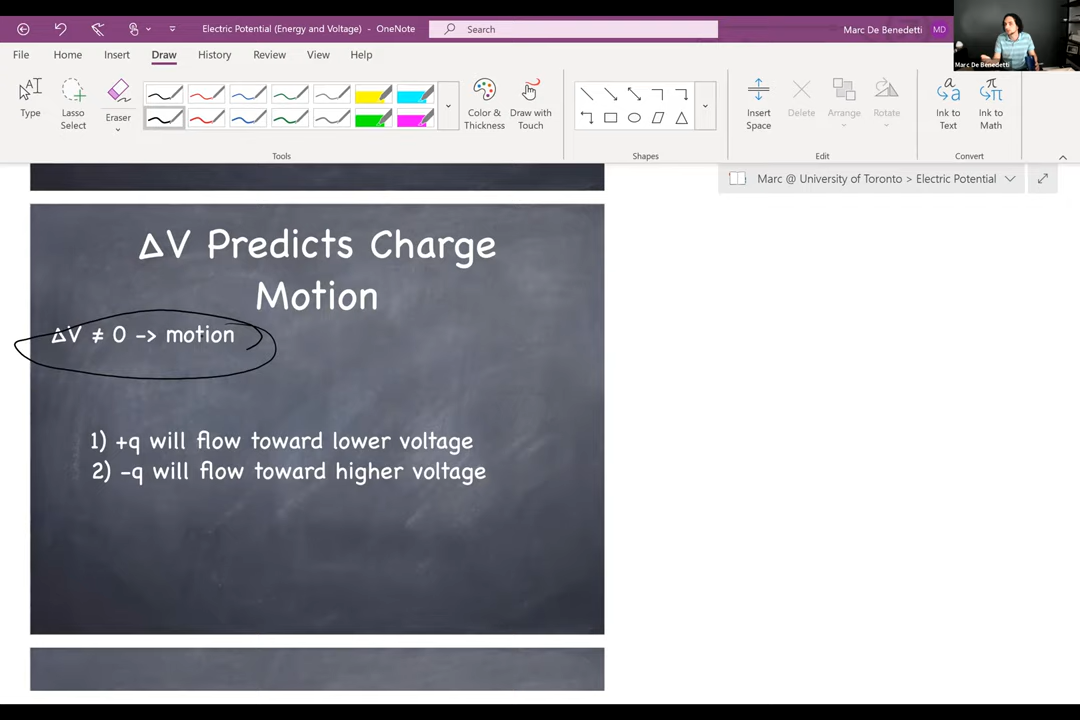 Electric Potential (Energy and Voltage) - OneNote
Search
Marc De Benedetti
MD
Marc De Benedetti
File
Home
Insert
Draw
History
Review
View
Help
Type
Lasso
Select
Eraser
Color &
Thickness
Draw with
Touch
Insert
Space
Delete
Arrange
Rotate
Ink to
Text
Ink to
Math
Tools
Shapes
Edit
Convert
Marc @ University of Toronto > Electric Potential
ΔV Predicts Charge
Motion
ΔV ≠ 0 -> motion
1) +q will flow toward lower voltage
2) -q will flow toward higher voltage